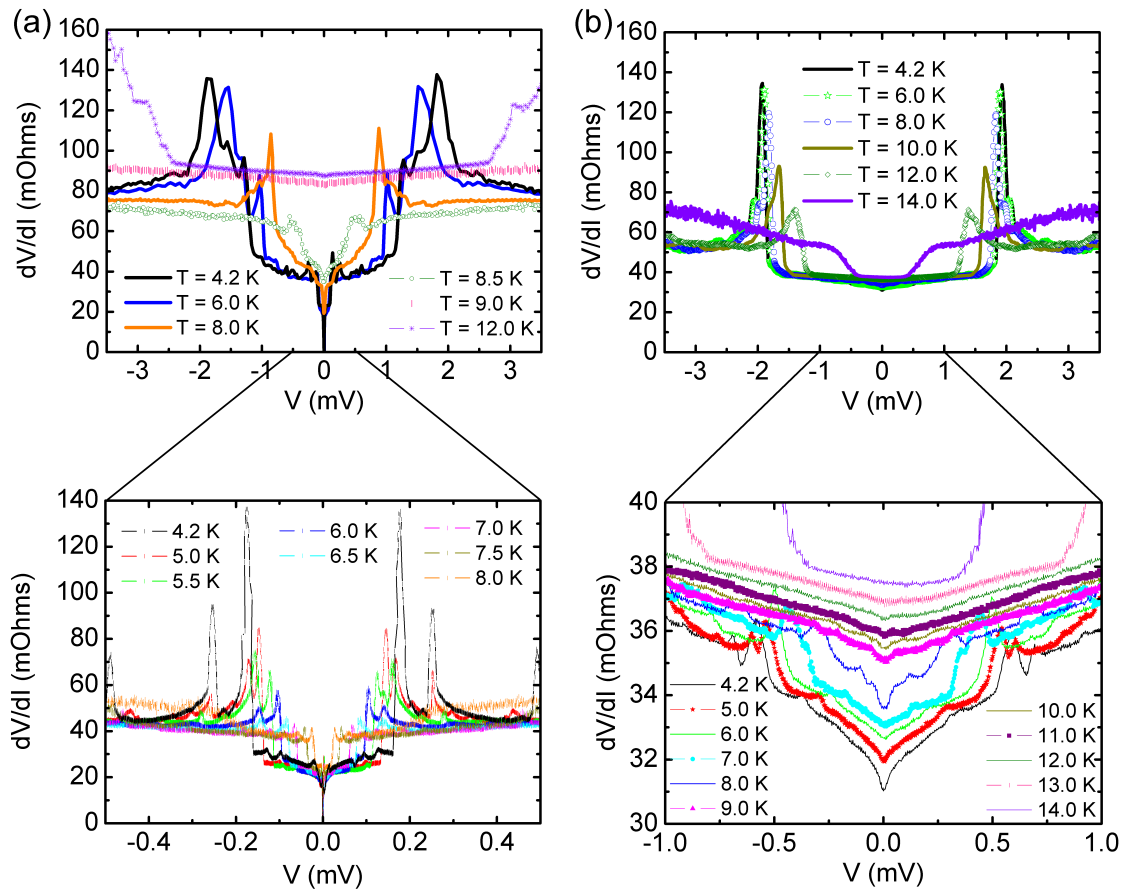 (a)
160
140
120
100
80
60
40
20
0
dV/dI (mOhms)
T = 4.2 K
T = 6.0 K
T = 8.0 K
T = 8.5 K
T = 9.0 K
T = 12.0 K
-3 -2 -1 0 1 2 3
V (mV)
(b)
160
140
120
100
80
60
40
20
0
dV/dI (mOhms)
T = 4.2 K
T = 6.0 K
T = 8.0 K
T = 10.0 K
T = 12.0 K
T = 14.0 K
-3 -2 -1 0 1 2 3
V (mV)
140
120
100
80
60
40
20
0
dV/dI (mOhms)
4.2 K
5.0 K
5.5 K
6.0 K
6.5 K
7.0 K
7.5 K
8.0 K
-0.4 -0.2 0.0 0.2 0.4
V (mV)
40
38
36
34
32
30
dV/dI (mOhms)
4.2 K
5.0 K
6.0 K
7.0 K
8.0 K
9.0 K
10.0 K
11.0 K
12.0 K
13.0 K
14.0 K
-1.0 -0.5 0.0 0.5 1.0
V (mV)